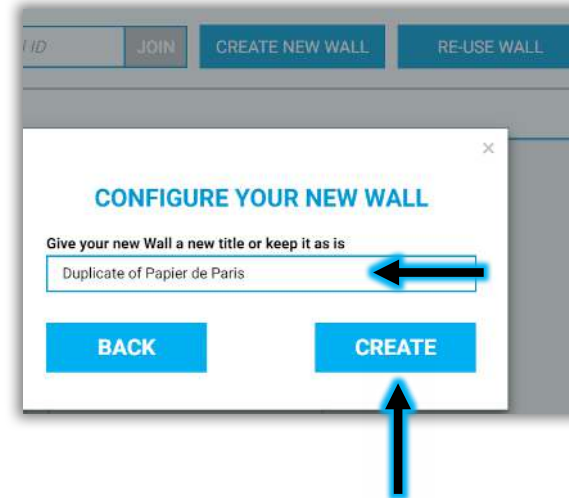 ID JOIN CREATE NEW WALL RE-USE WALL
×
CONFIGURE YOUR NEW WALL
Give your new Wall a new title or keep it as is
Duplicate of Papier de Paris
BACK CREATE